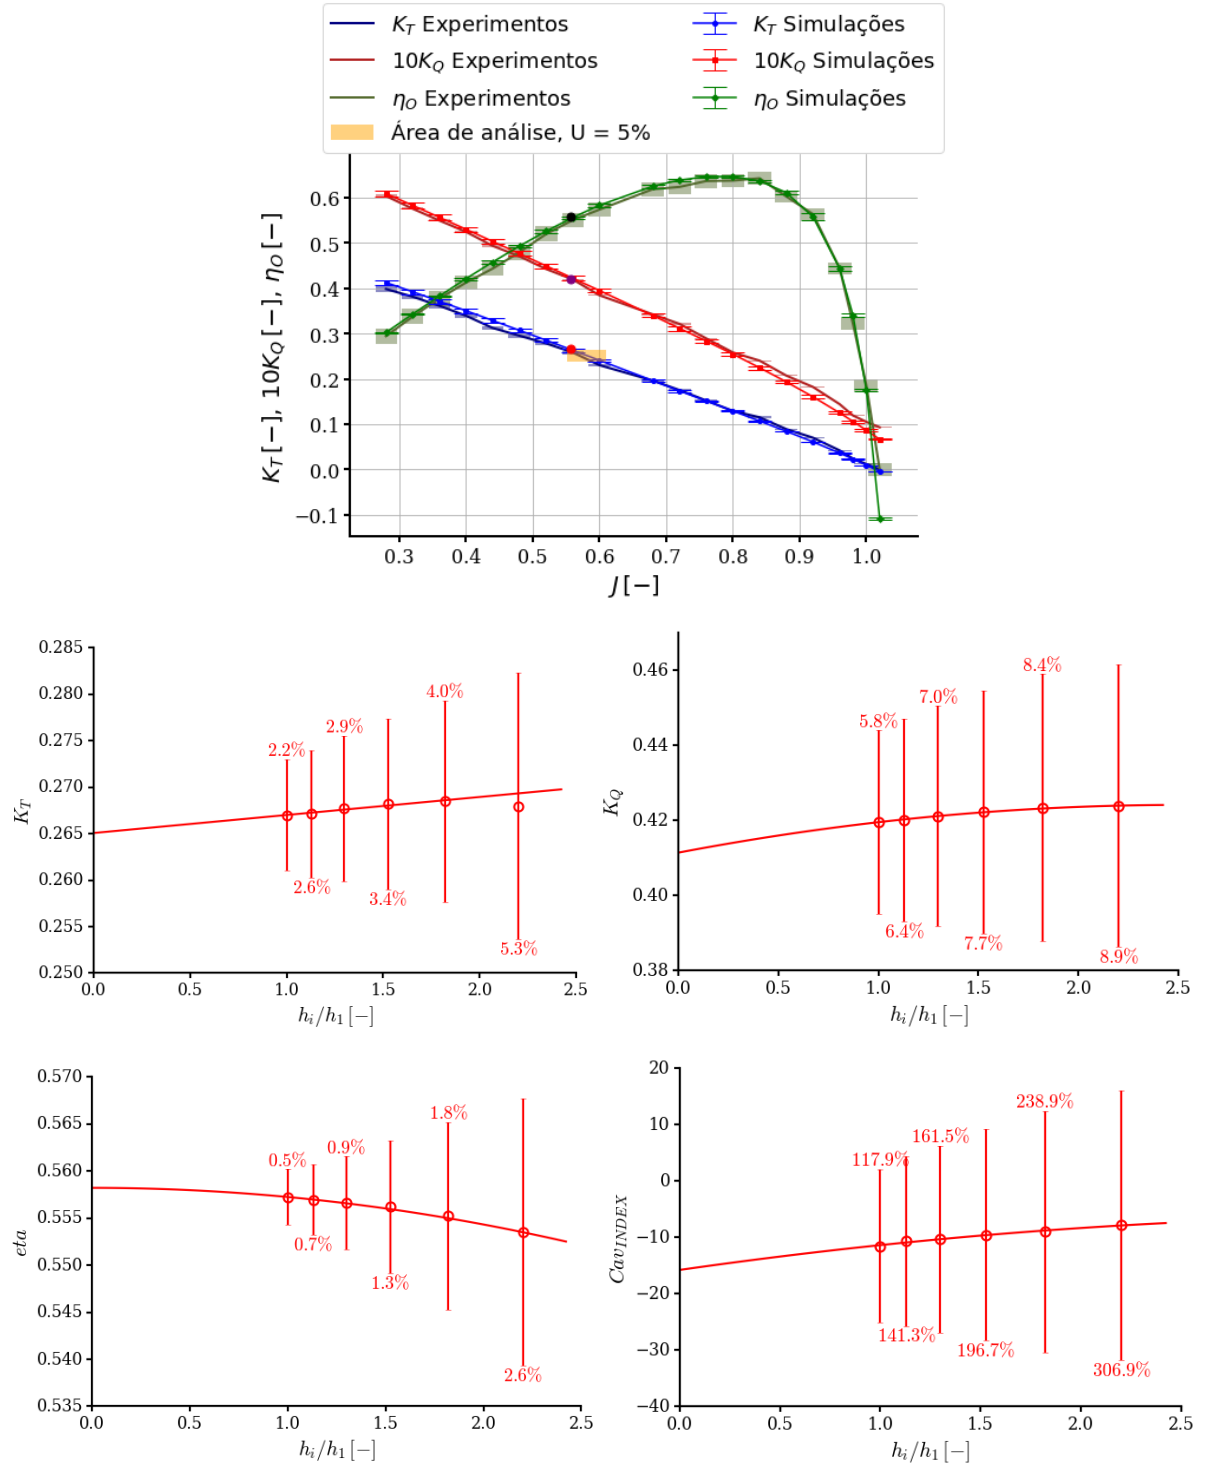 K_T Experimentos
10K_Q Experimentos
η_O Experimentos
Área de análise, U = 5%
K_T Simulações
10K_Q Simulações
η_O Simulações
K_T [−], 10K_Q [−], η_O [−]
0.6
0.5
0.4
0.3
0.2
0.1
0.0
−0.1
0.3 0.4 0.5 0.6 0.7 0.8 0.9 1.0
J [−]
K_T
0.285
0.280
0.275
0.270
0.265
0.260
0.255
0.250
2.2%
2.6%
2.9%
3.4%
4.0%
5.3%
0.0 0.5 1.0 1.5 2.0 2.5
h_i/h_1 [−]
K_Q
0.46
0.44
0.42
0.40
0.38
5.8%
6.4%
7.0%
7.7%
8.4%
8.9%
0.0 0.5 1.0 1.5 2.0 2.5
h_i/h_1 [−]
eta
0.570
0.565
0.560
0.555
0.550
0.545
0.540
0.535
0.5%
0.7%
0.9%
1.3%
1.8%
2.6%
0.0 0.5 1.0 1.5 2.0 2.5
h_i/h_1 [−]
Cav_INDEX
20
10
0
−10
−20
−30
−40
117.9%
141.3%
161.5%
196.7%
238.9%
306.9%
0.0 0.5 1.0 1.5 2.0 2.5
h_i/h_1 [−]